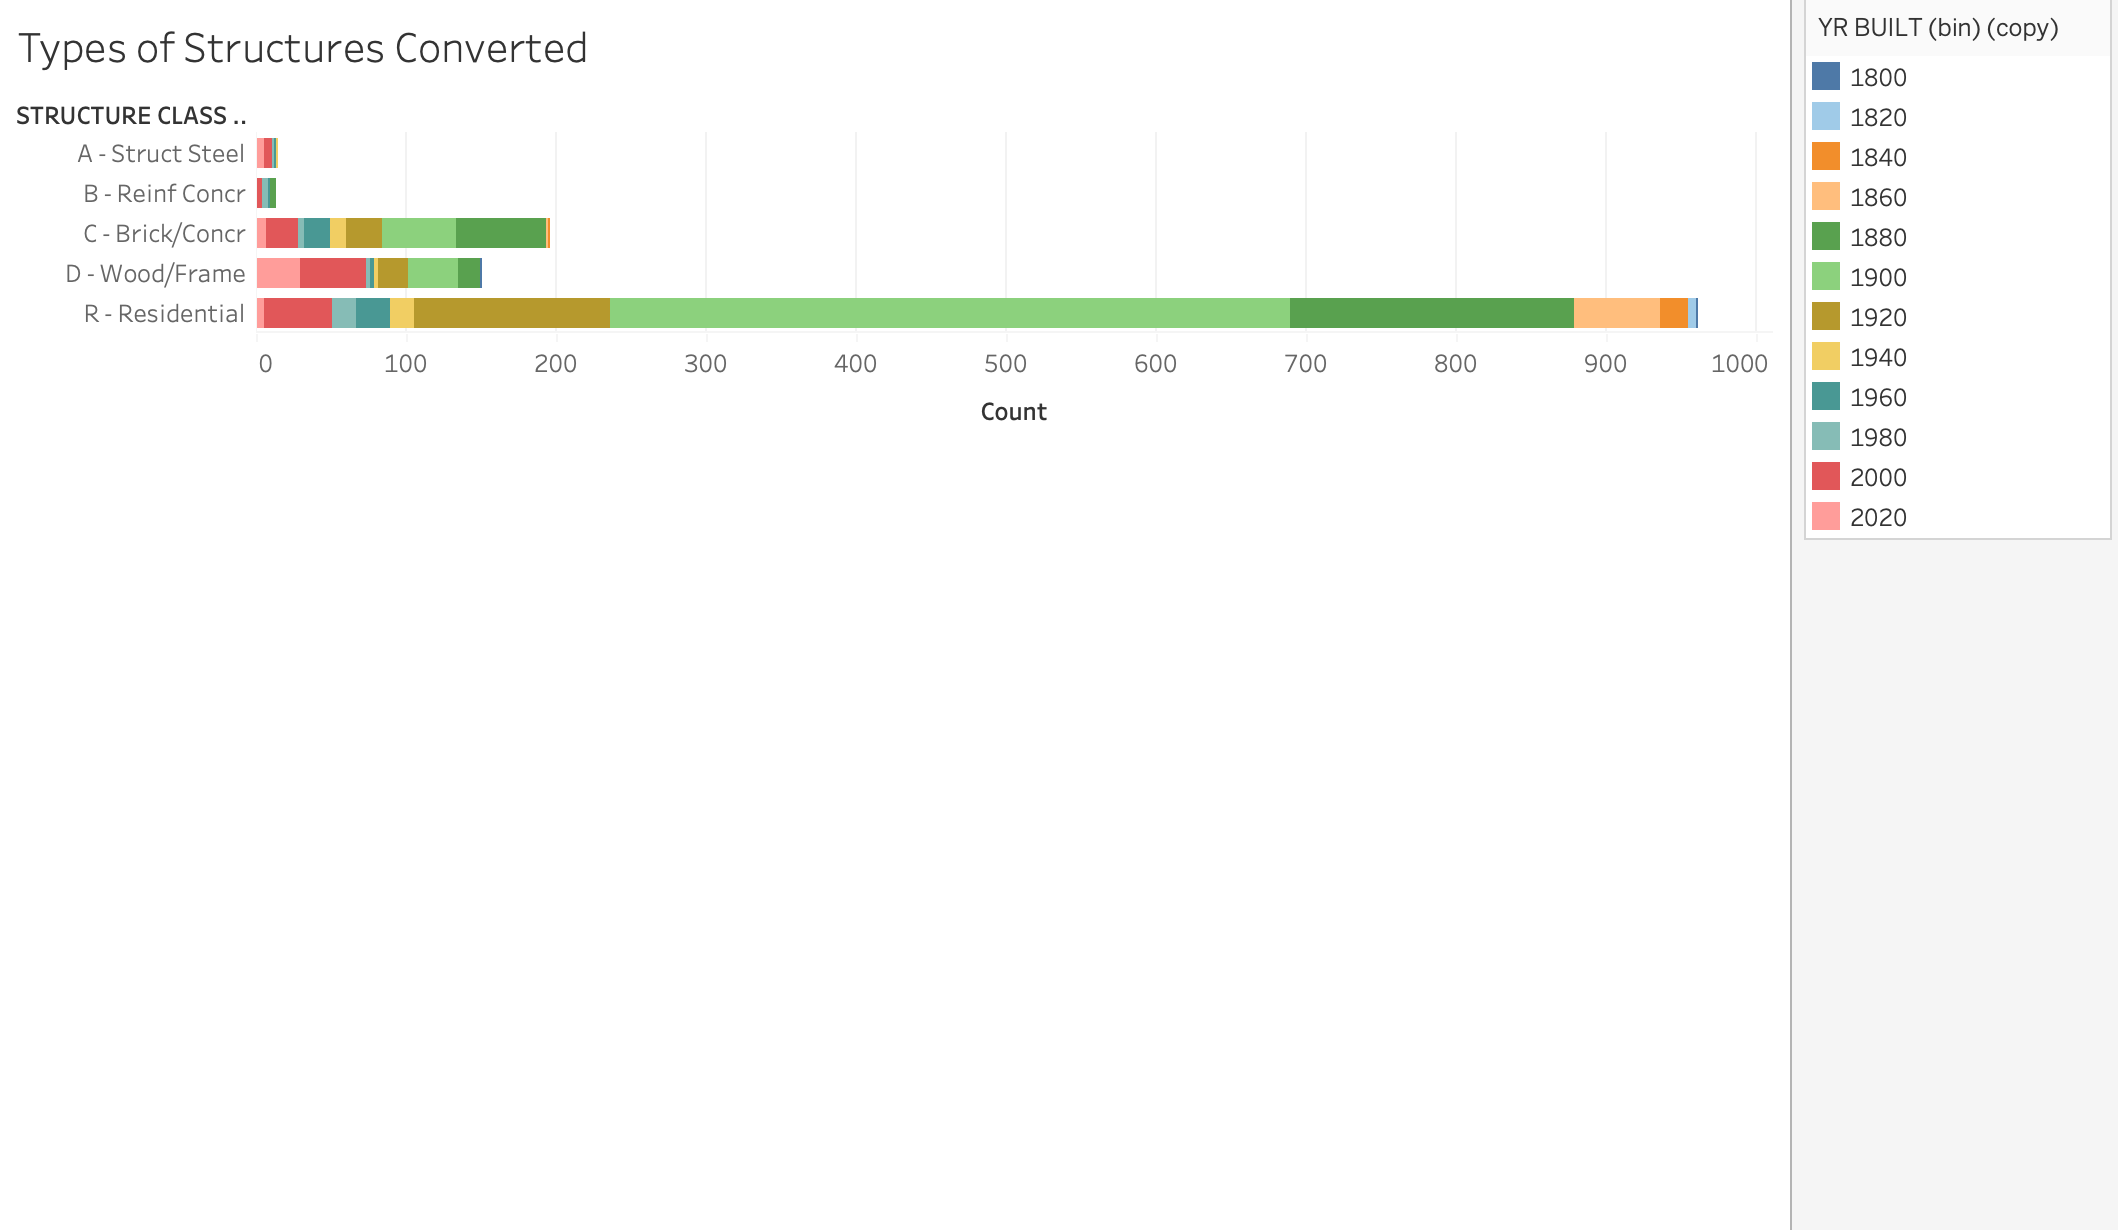 Types of Structures Converted
STRUCTURE CLASS ..
A - Struct Steel
B - Reinf Concr
C - Brick/Concr
D - Wood/Frame
R - Residential
0 100 200 300 400 500 600 700 800 900 1000
Count
YR BUILT (bin) (copy)
1800
1820
1840
1860
1880
1900
1920
1940
1960
1980
2000
2020